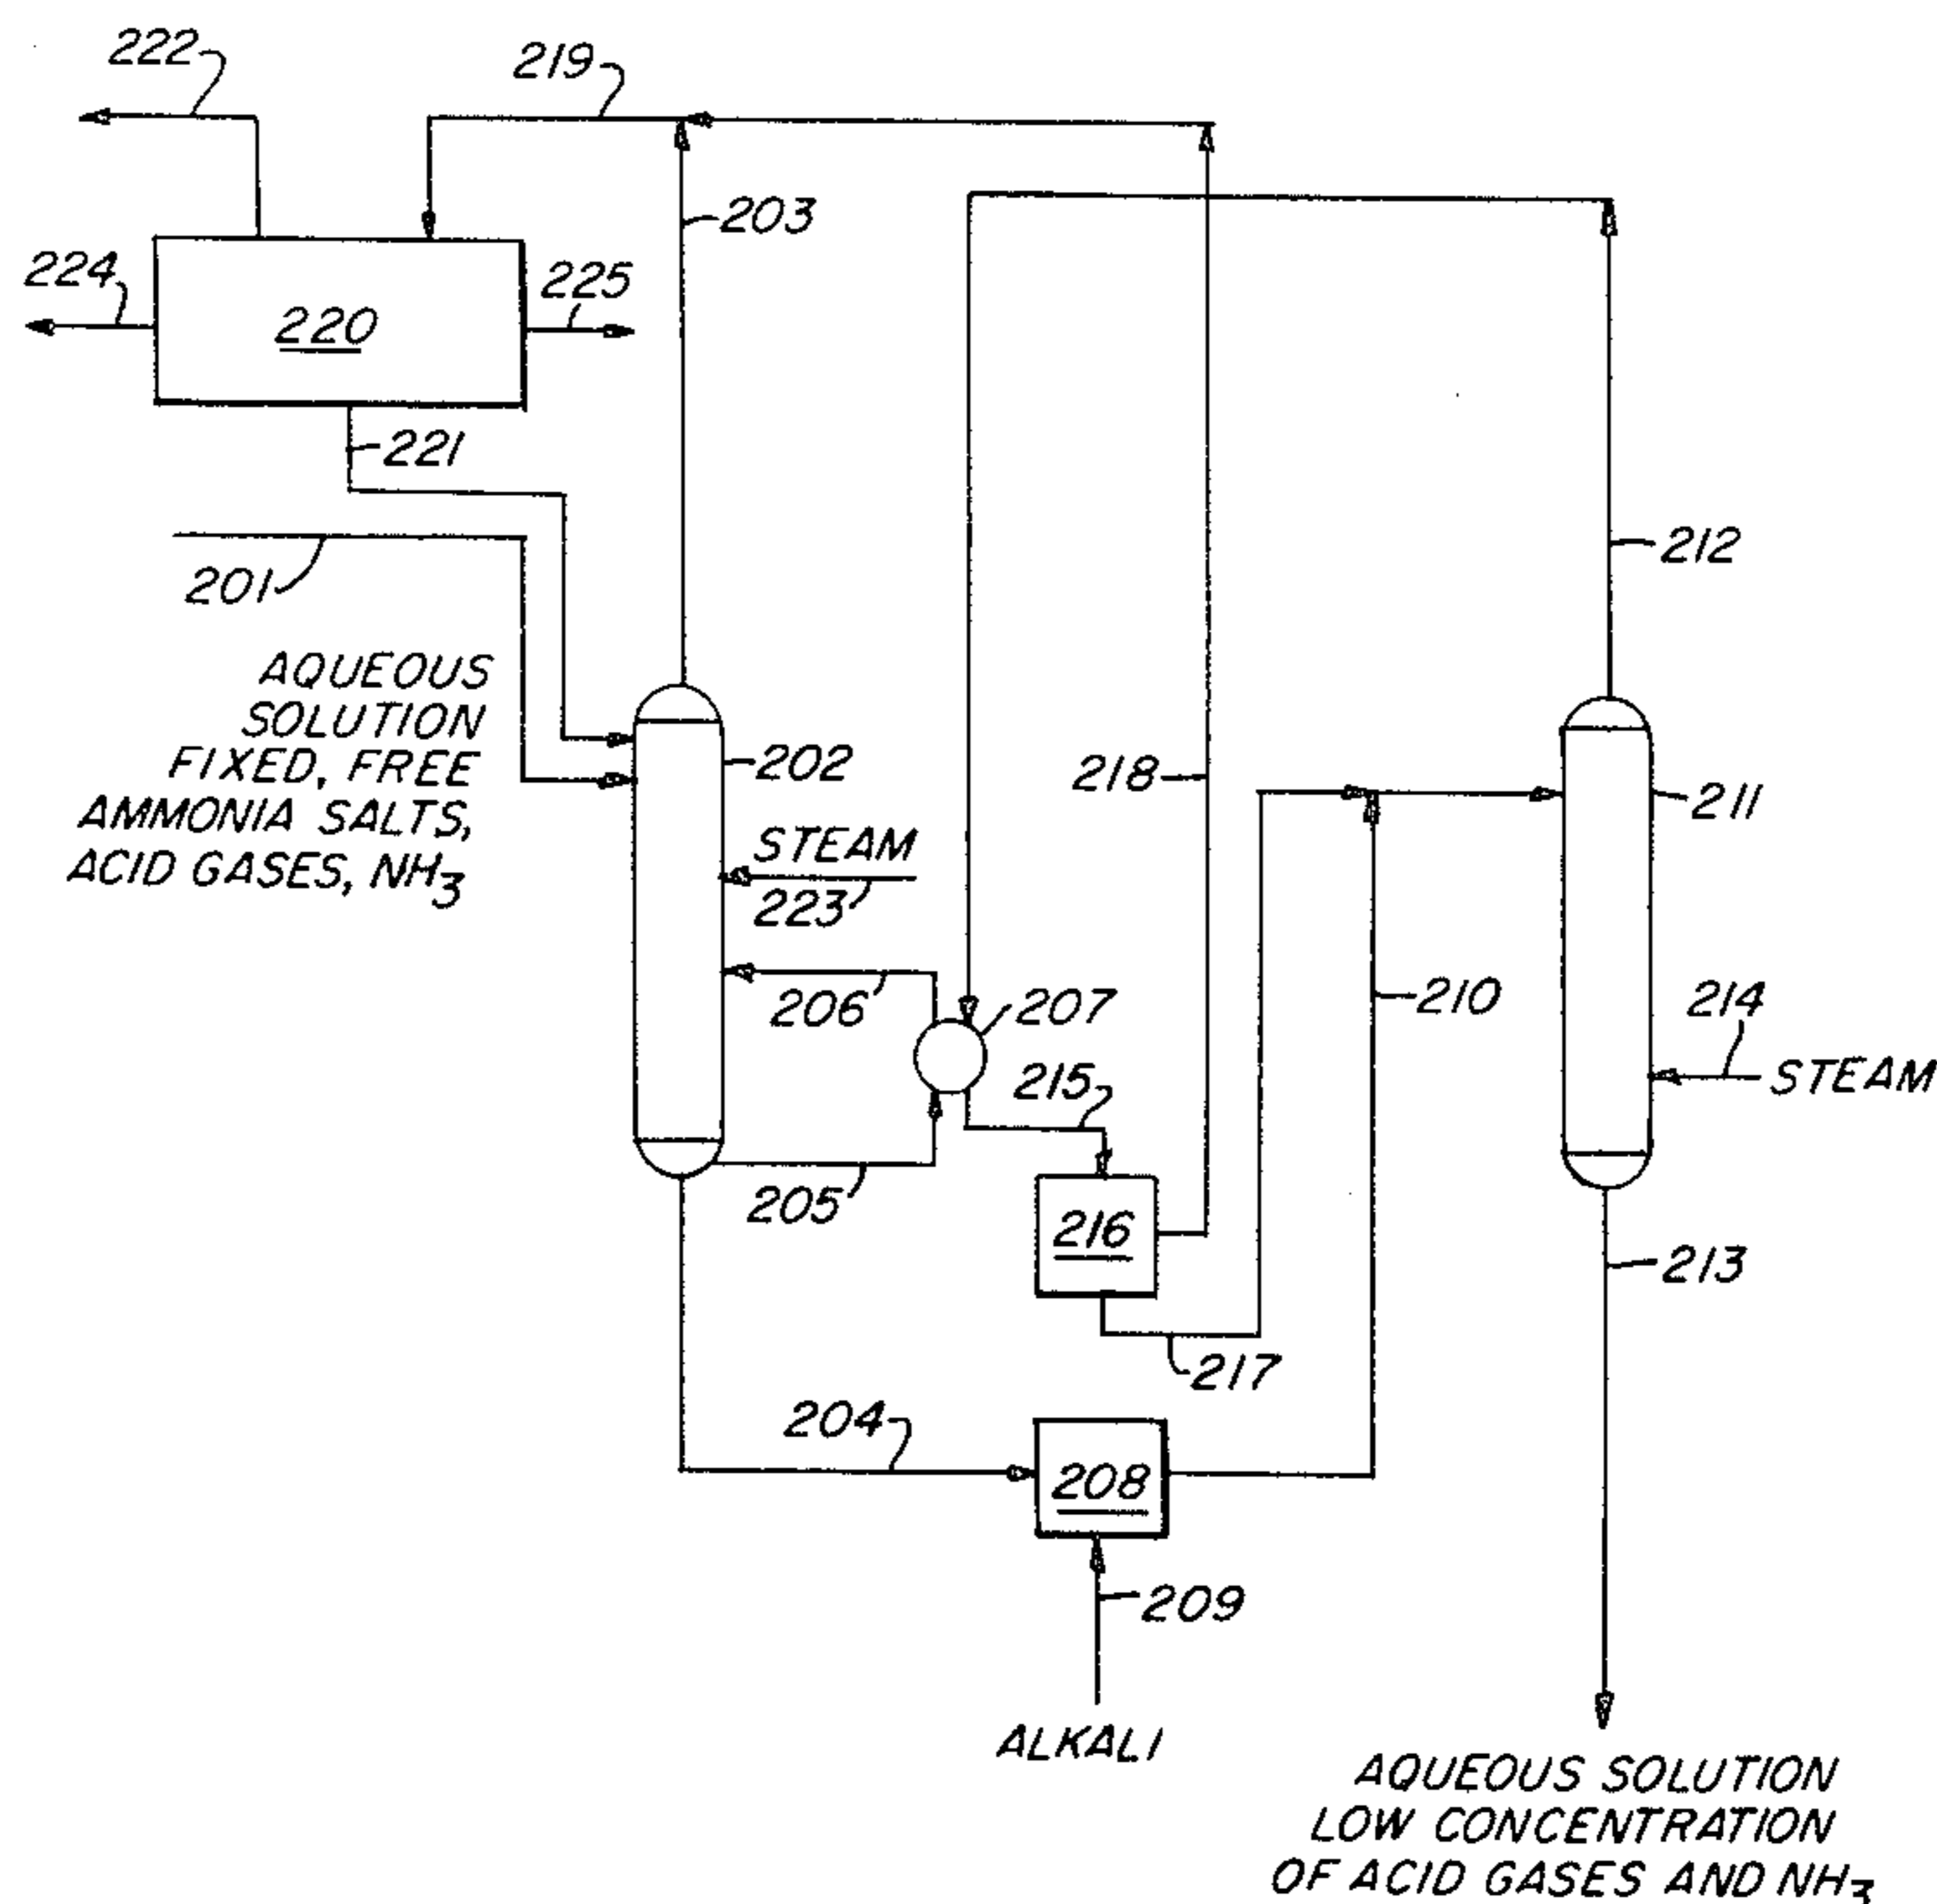 222
219
203
224
225
220
221
212
201
AQUEOUS
SOLUTION
FIXED, FREE
AMMONIA SALTS,
ACID GASES, NH3
202
218
211
STEAM
223
206
207
210
214
STEAM
215
205
216
213
217
204
208
209
ALKALI
AQUEOUS SOLUTION
LOW CONCENTRATION
OF ACID GASES AND NH3